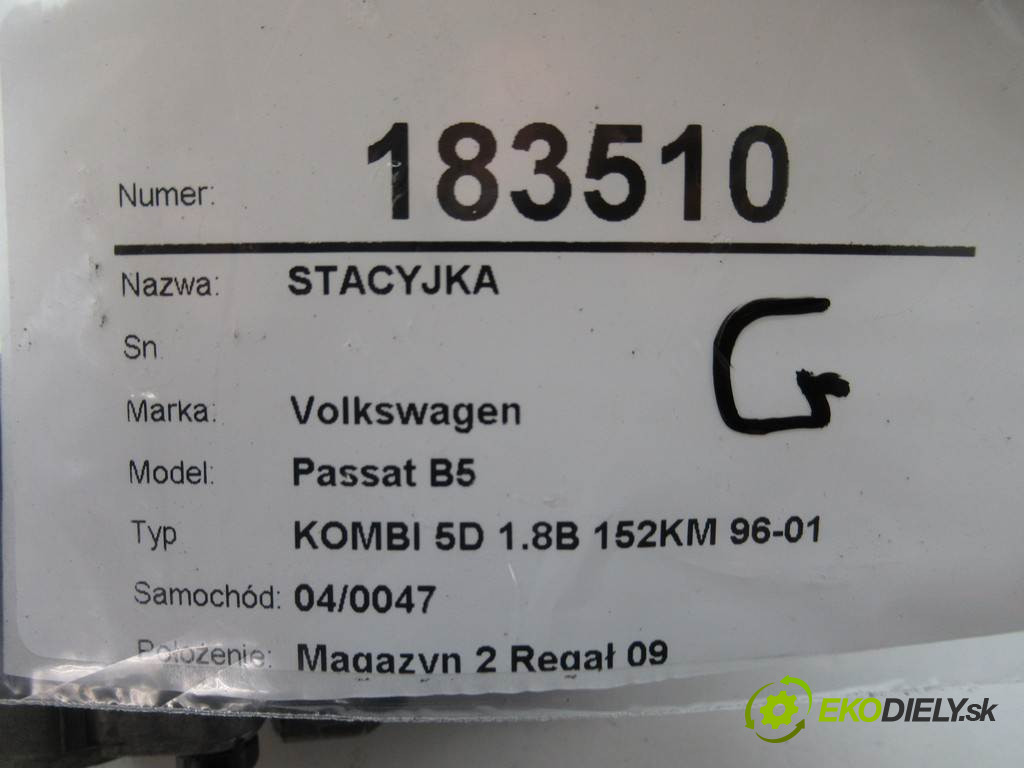 Numer: 183510
Nazwa: STACYJKA
Sn
G
Marka: Volkswagen
Model: Passat B5
Typ KOMBI 5D 1.8B 152KM 96-01
Samochód: 04/0047
Położenie: Magazyn 2 Regał 09
EKODIELY.sk